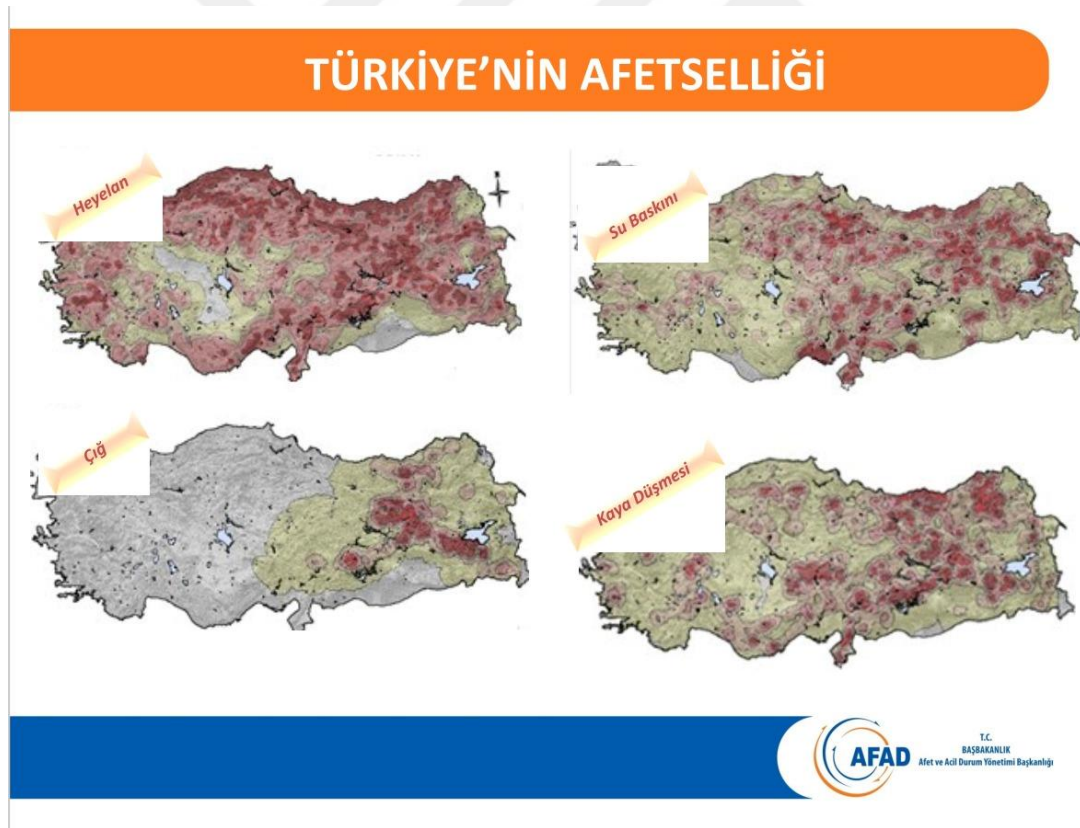 TÜRKİYE'NİN AFETSELLİĞİ
Heyelan
Su Baskını
Çığ
Kaya Düşmesi
AFAD
T.C.
BAŞBAKANLIK
Afet ve Acil Durum Yönetimi Başkanlığı